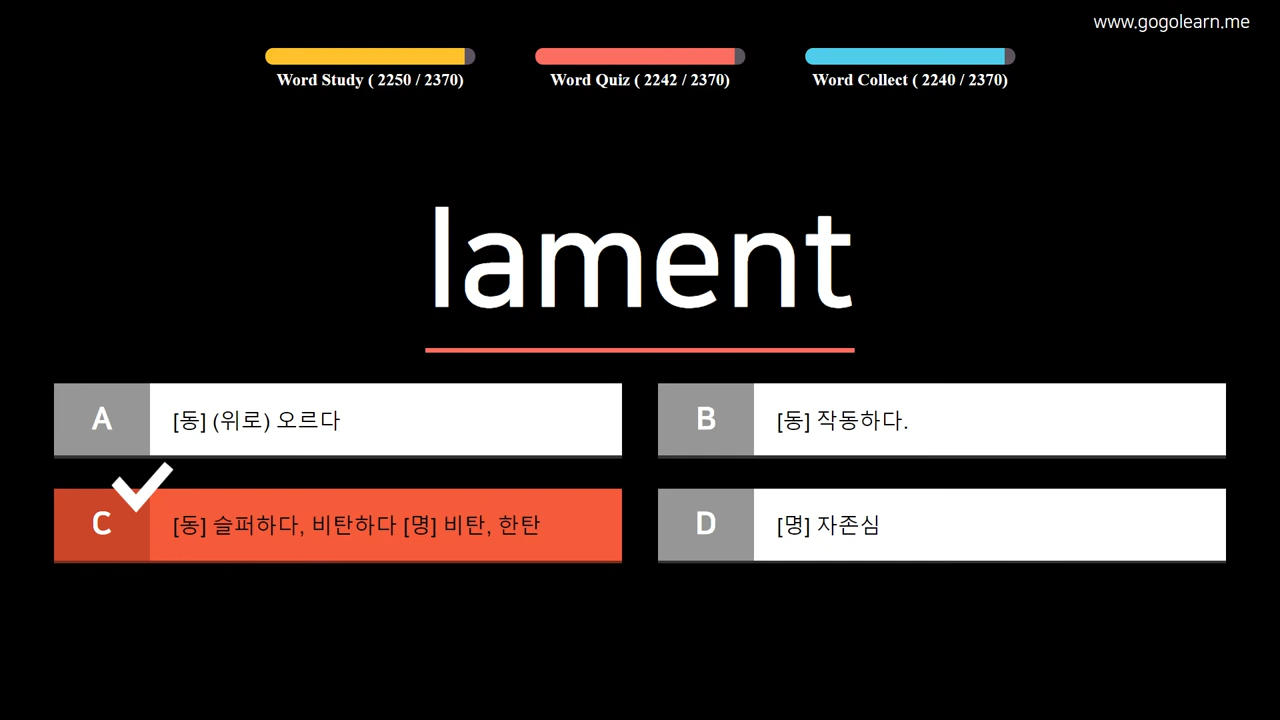 www.gogolearn.me
Word Study ( 2250 / 2370)
Word Quiz ( 2242 / 2370)
Word Collect ( 2240 / 2370)
lament
A
[동] (위로) 오르다
B
[동] 작동하다.
C
[동] 슬퍼하다, 비탄하다 [명] 비탄, 한탄
D
[명] 자존심